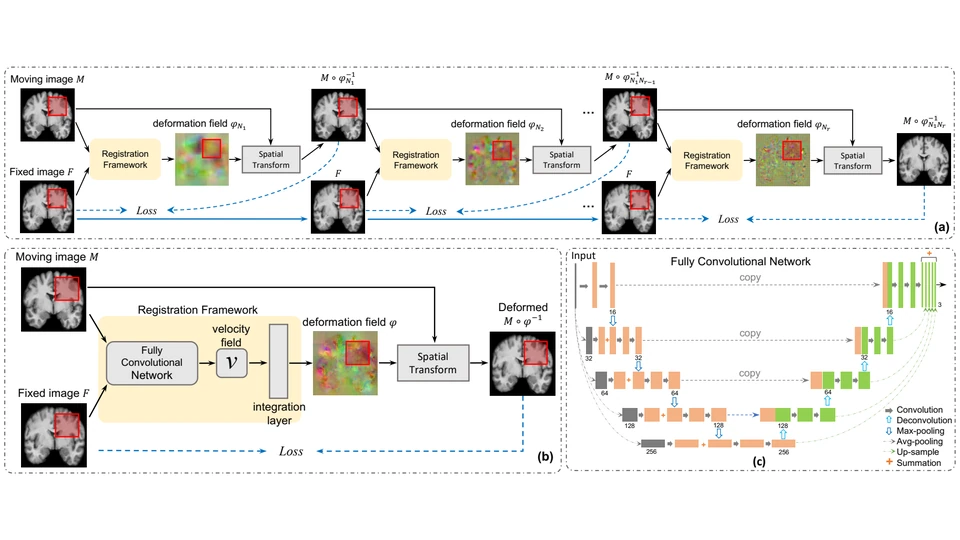 Moving image M
M ∘ φ_{N_1}^{-1}
M ∘ φ_{N_1 N_{r-1}}^{-1}
deformation field φ_{N_1}
deformation field φ_{N_2}
deformation field φ_{N_r}
M ∘ φ_{N_1 N_r}^{-1}
...
Registration Framework
Spatial Transform
Registration Framework
Spatial Transform
Registration Framework
Spatial Transform
Fixed image F
F
F
...
Loss
Loss
Loss
(a)
Moving image M
Registration Framework
velocity field
deformation field φ
Deformed
M ∘ φ^{-1}
Fully Convolutional Network
v
Spatial Transform
integration layer
Fixed image F
Loss
(b)
Input
Fully Convolutional Network
+
copy
3
16
16
copy
32
32
32
copy
64
64
64
128
128
128
256
256
+
+
+
+
Convolution
Deconvolution
Max-pooling
Avg-pooling
Up-sample
+ Summation
(c)